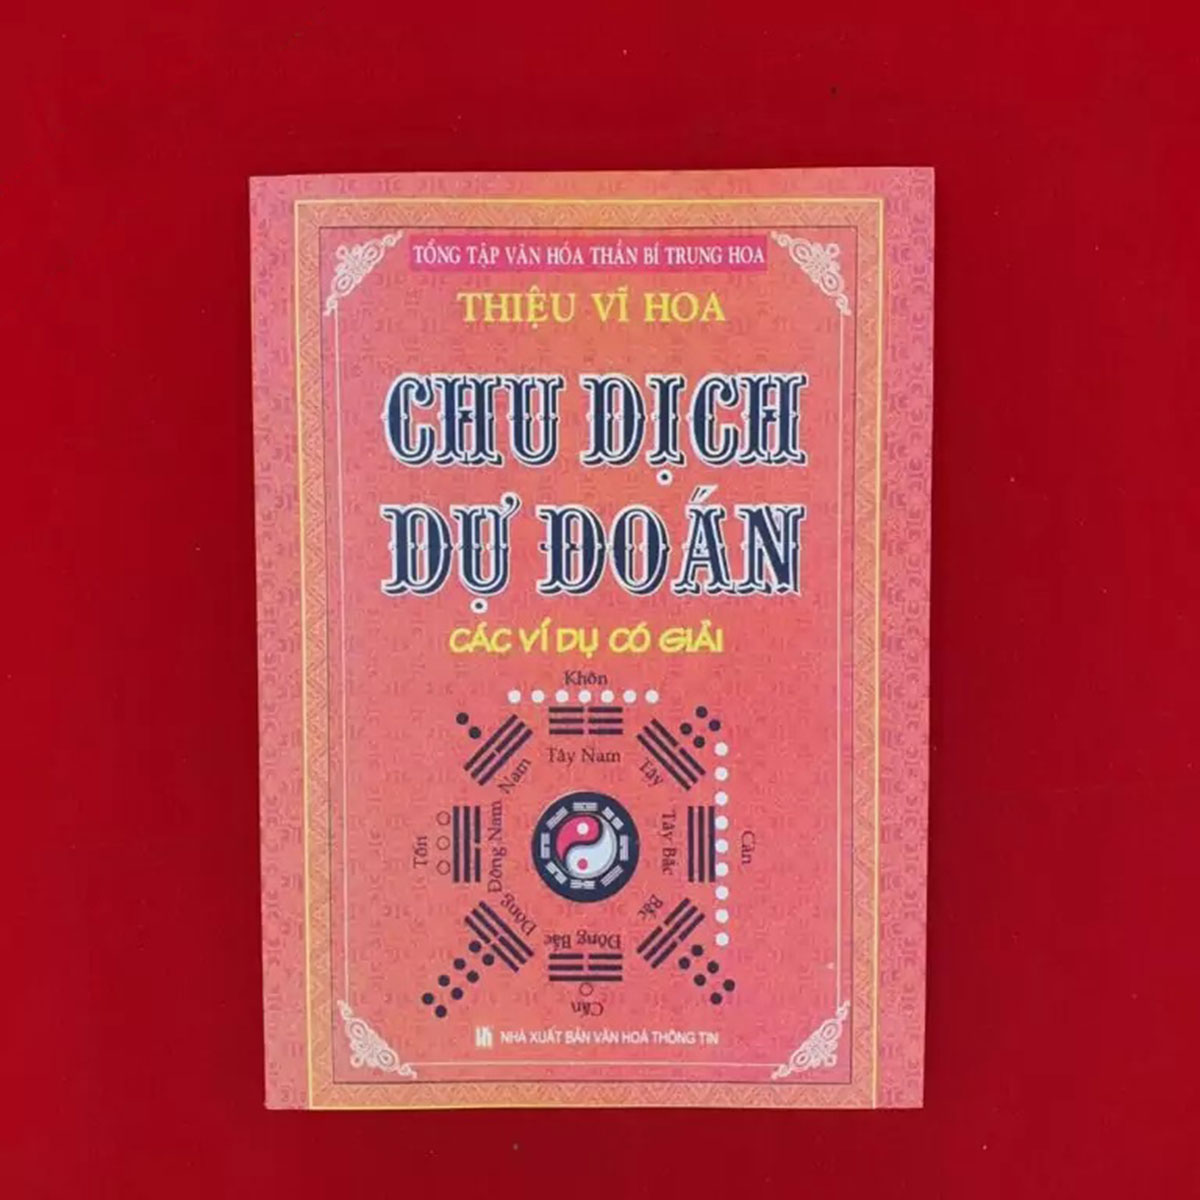 TỔNG TẬP VĂN HÓA THẦN BÍ TRUNG HOA
THIỆU VĨ HOA
CHU DỊCH
DỰ ĐOÁN
CÁC VÍ DỤ CÓ GIẢI
Khôn
Tây Nam
Nam
Tây
Tốn
Đông Nam
Tây Bắc
Càn
Đông
Bắc
Đông Bắc
Cấn
NHÀ XUẤT BẢN VĂN HOÁ THÔNG TIN